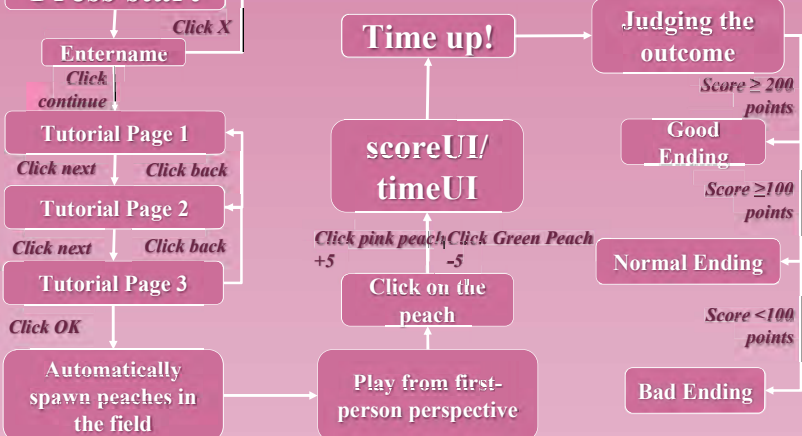 Press start
Click X
Entername
Click
continue
Tutorial Page 1
Click next
Click back
Tutorial Page 2
Click next
Click back
Tutorial Page 3
Click OK
Automatically
spawn peaches in
the field
Play from first-
person perspective
Click on the
peach
Click pink peach
+5
Click Green Peach
-5
scoreUI/
timeUI
Time up!
Judging the
outcome
Score ≥ 200
points
Good
Ending
Score ≥100
points
Normal Ending
Score <100
points
Bad Ending